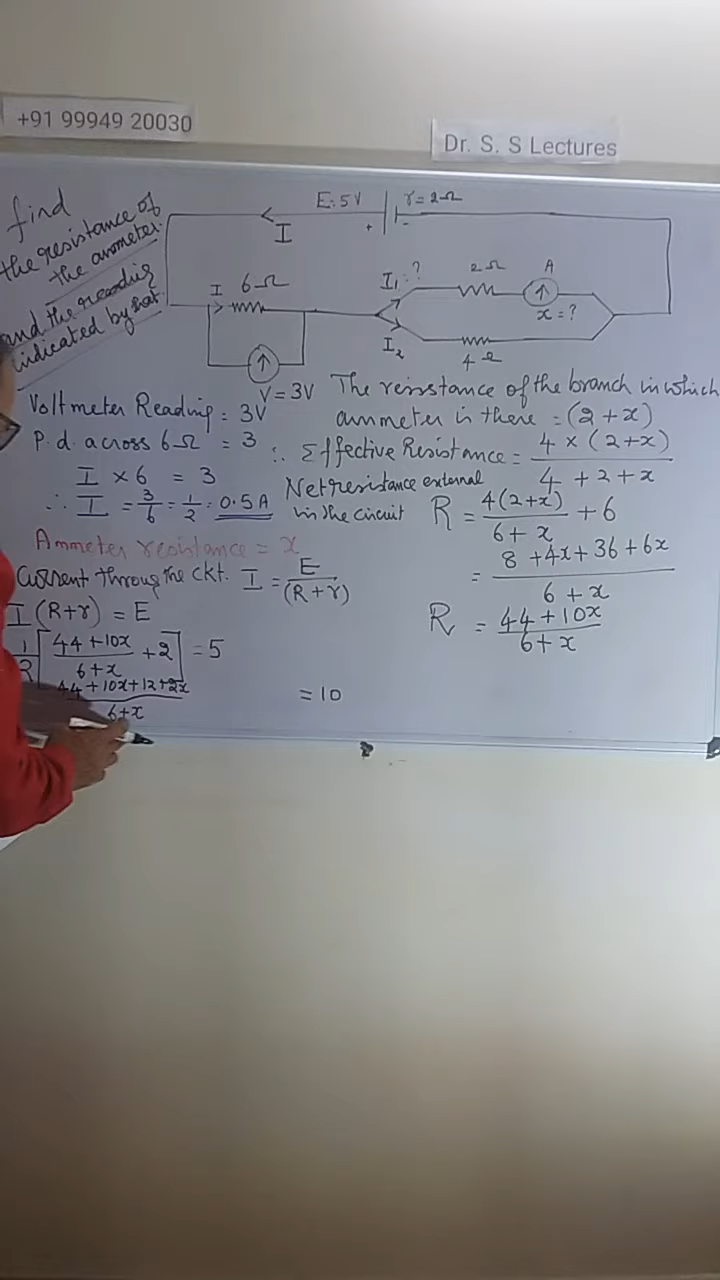 +91 99949 20030
Dr. S. S Lectures
find
the resistance of
the ammeter.
and the reading
indicated by that
E = 5V r = 2Ω
I + -
I 6Ω
I₁ = ? 2Ω A
x = ?
I₂ 4Ω
V = 3V
Voltmeter Reading = 3V
P.d. across 6Ω = 3
I × 6 = 3
∴ I = 3/6 = 1/2 = 0.5A
Ammeter resistance = x
Current through the ckt. I = E/(R+r)
I (R+r) = E
1/2 [(44+10x)/(6+x) + 2] = 5
(44+10x+12+2x)/(6+x) = 10
The resistance of the branch in which
ammeter is there = (2+x)
∴ Effective Resistance = 4 × (2+x)/(4+2+x)
Net resistance external
in the circuit R = 4(2+x)/(6+x) + 6
= (8+4x+36+6x)/(6+x)
R = (44+10x)/(6+x)